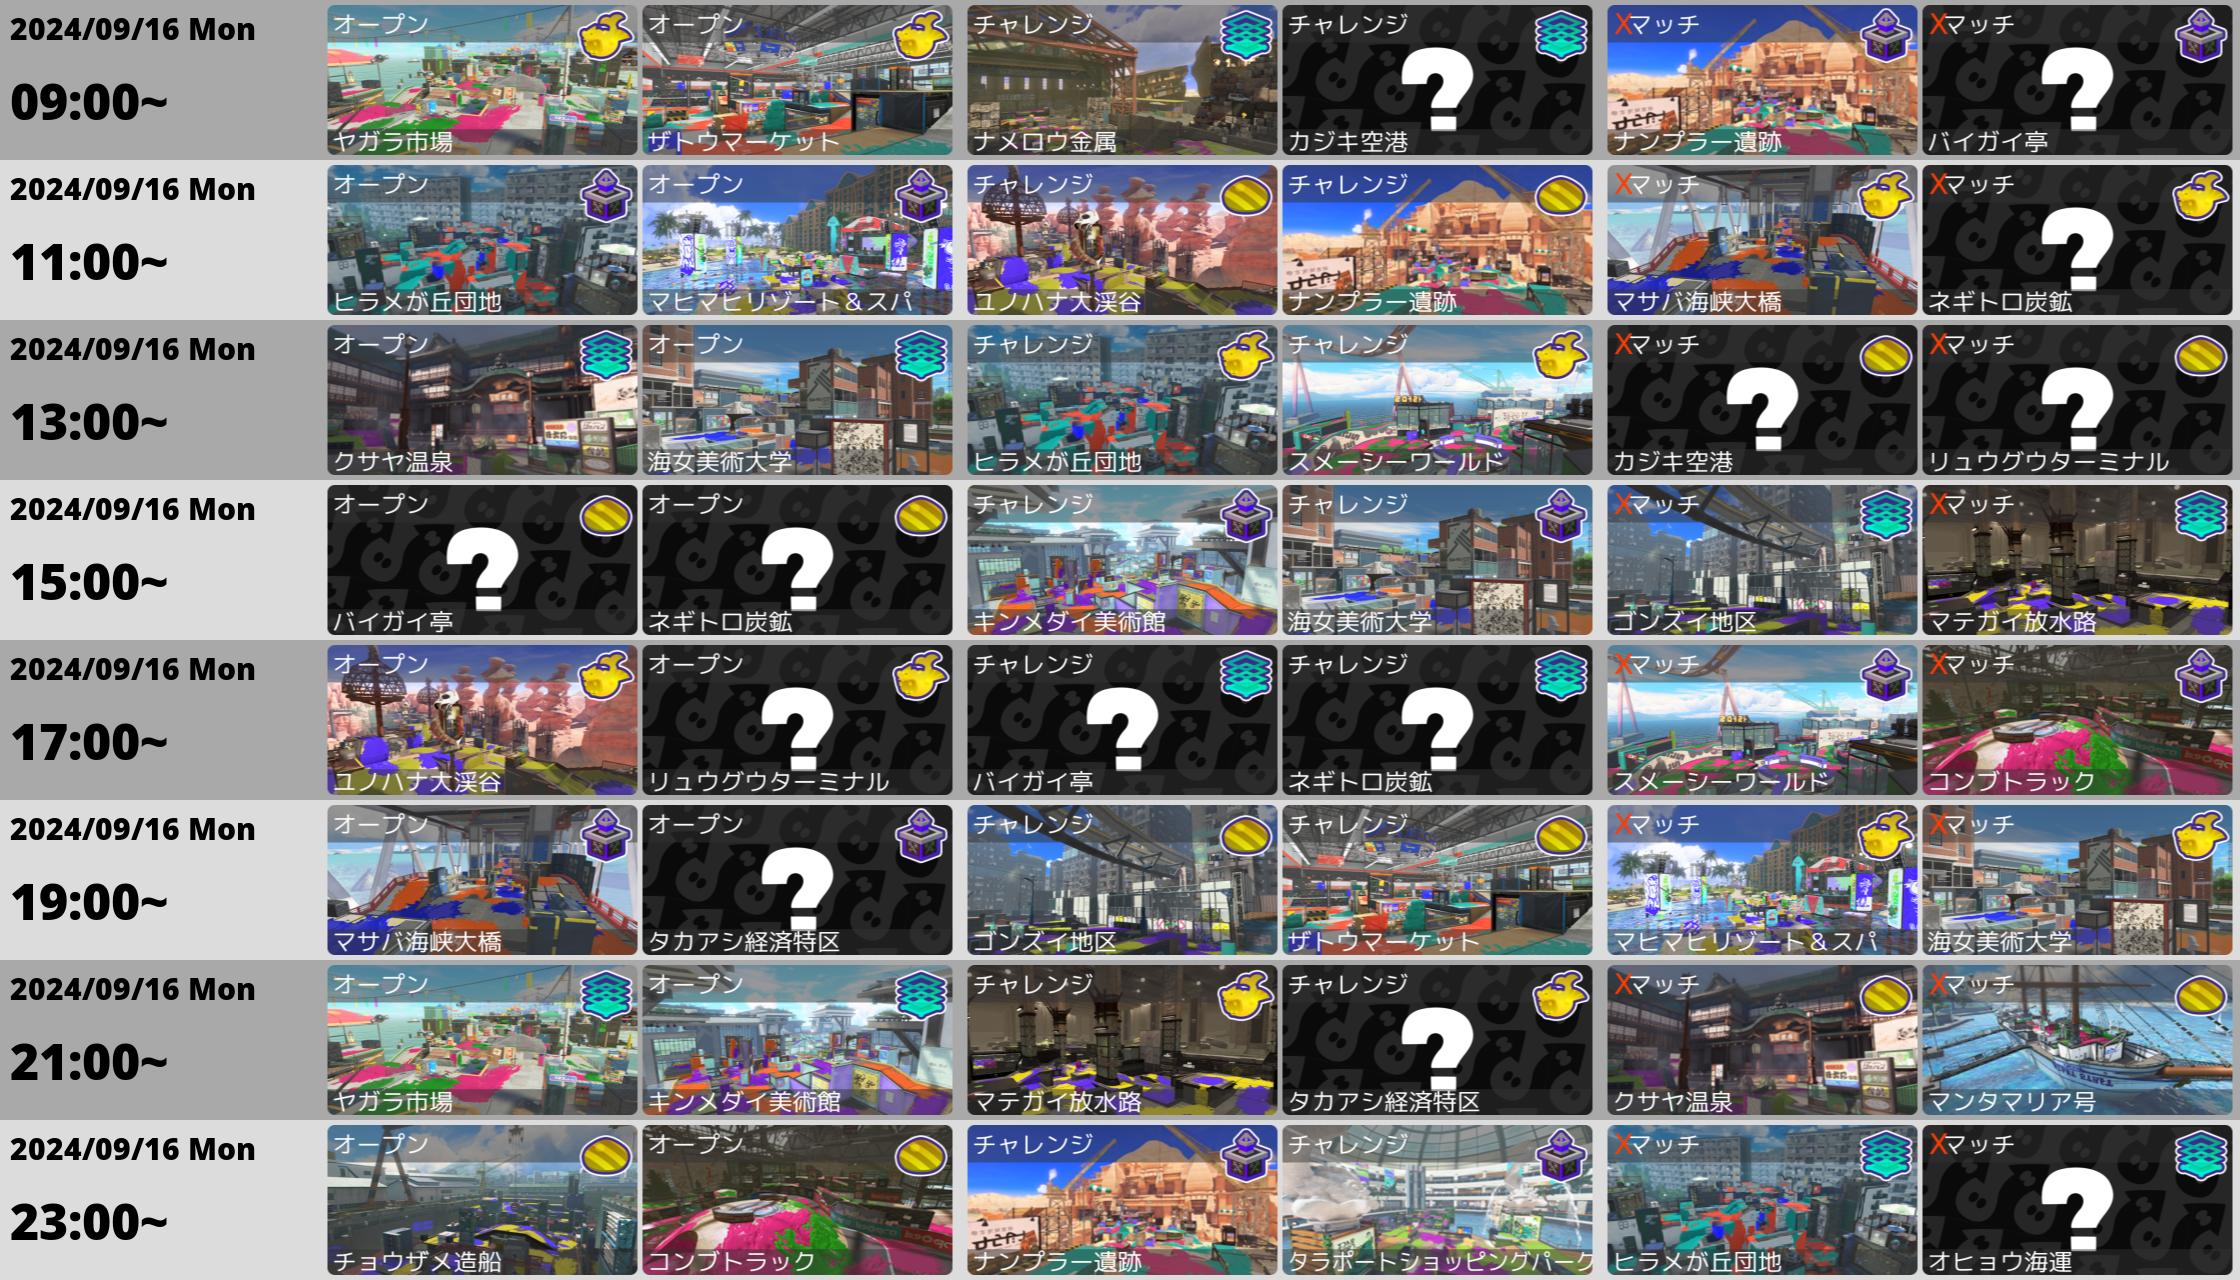 2024/09/16 Mon
09:00~
オープン
ヤガラ市場
オープン
ザトウマーケット
チャレンジ
ナメロウ金属
チャレンジ
?
カジキ空港
Xマッチ
ナンプラー遺跡
Xマッチ
?
バイガイ亭
2024/09/16 Mon
11:00~
オープン
ヒラメが丘団地
オープン
マヒマヒリゾート&スパ
チャレンジ
ユノハナ大渓谷
チャレンジ
ナンプラー遺跡
Xマッチ
マサバ海峡大橋
Xマッチ
?
ネギトロ炭鉱
2024/09/16 Mon
13:00~
オープン
クサヤ温泉
オープン
海女美術大学
チャレンジ
ヒラメが丘団地
チャレンジ
スメーシーワールド
Xマッチ
?
カジキ空港
Xマッチ
?
リュウグウターミナル
2024/09/16 Mon
15:00~
オープン
?
バイガイ亭
オープン
?
ネギトロ炭鉱
チャレンジ
キンメダイ美術館
チャレンジ
海女美術大学
Xマッチ
ゴンズイ地区
Xマッチ
マテガイ放水路
2024/09/16 Mon
17:00~
オープン
ユノハナ大渓谷
オープン
?
リュウグウターミナル
チャレンジ
?
バイガイ亭
チャレンジ
?
ネギトロ炭鉱
Xマッチ
スメーシーワールド
Xマッチ
コンブトラック
2024/09/16 Mon
19:00~
オープン
マサバ海峡大橋
オープン
?
タカアシ経済特区
チャレンジ
ゴンズイ地区
チャレンジ
ザトウマーケット
Xマッチ
マヒマヒリゾート&スパ
Xマッチ
海女美術大学
2024/09/16 Mon
21:00~
オープン
ヤガラ市場
オープン
キンメダイ美術館
チャレンジ
マテガイ放水路
チャレンジ
?
タカアシ経済特区
Xマッチ
クサヤ温泉
Xマッチ
マンタマリア号
2024/09/16 Mon
23:00~
オープン
チョウザメ造船
オープン
コンブトラック
チャレンジ
ナンプラー遺跡
チャレンジ
タラポートショッピングパーク
Xマッチ
ヒラメが丘団地
Xマッチ
?
オヒョウ海運